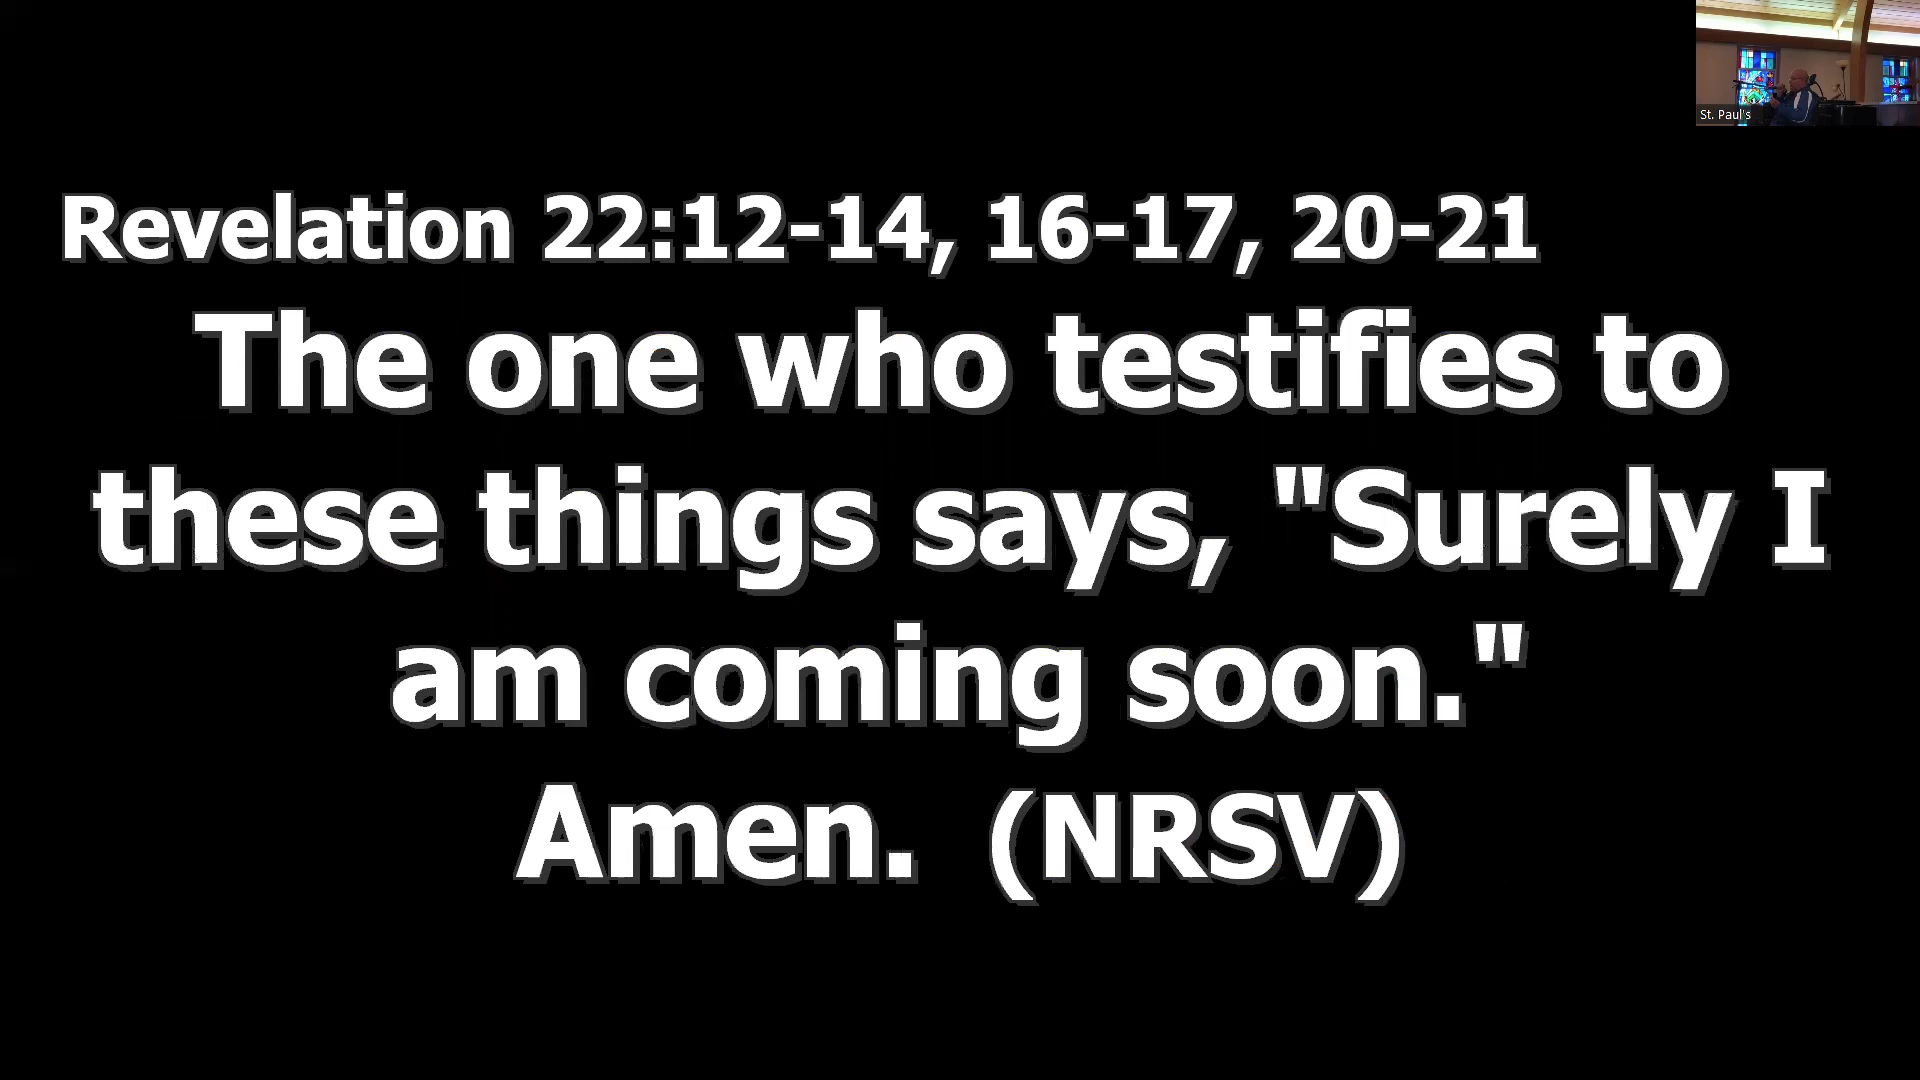 St. Paul's
Revelation 22:12-14, 16-17, 20-21
The one who testifies to
these things says, "Surely I
am coming soon."
Amen. (NRSV)